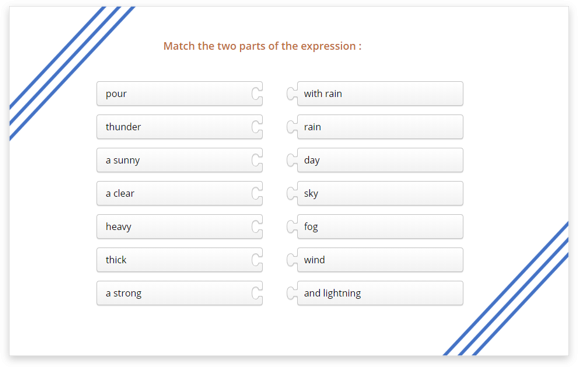 Match the two parts of the expression :
pour with rain
thunder rain
a sunny day
a clear sky
heavy fog
thick wind
a strong and lightning